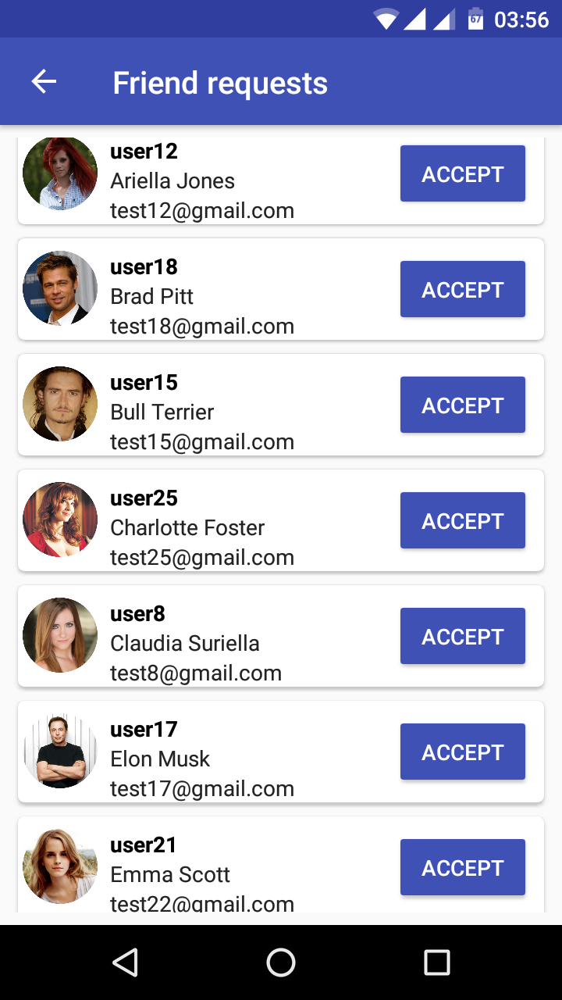 67 03:56
Friend requests
user12
Ariella Jones
test12@gmail.com
ACCEPT
user18
Brad Pitt
test18@gmail.com
ACCEPT
user15
Bull Terrier
test15@gmail.com
ACCEPT
user25
Charlotte Foster
test25@gmail.com
ACCEPT
user8
Claudia Suriella
test8@gmail.com
ACCEPT
user17
Elon Musk
test17@gmail.com
ACCEPT
user21
Emma Scott
test22@gmail.com
ACCEPT